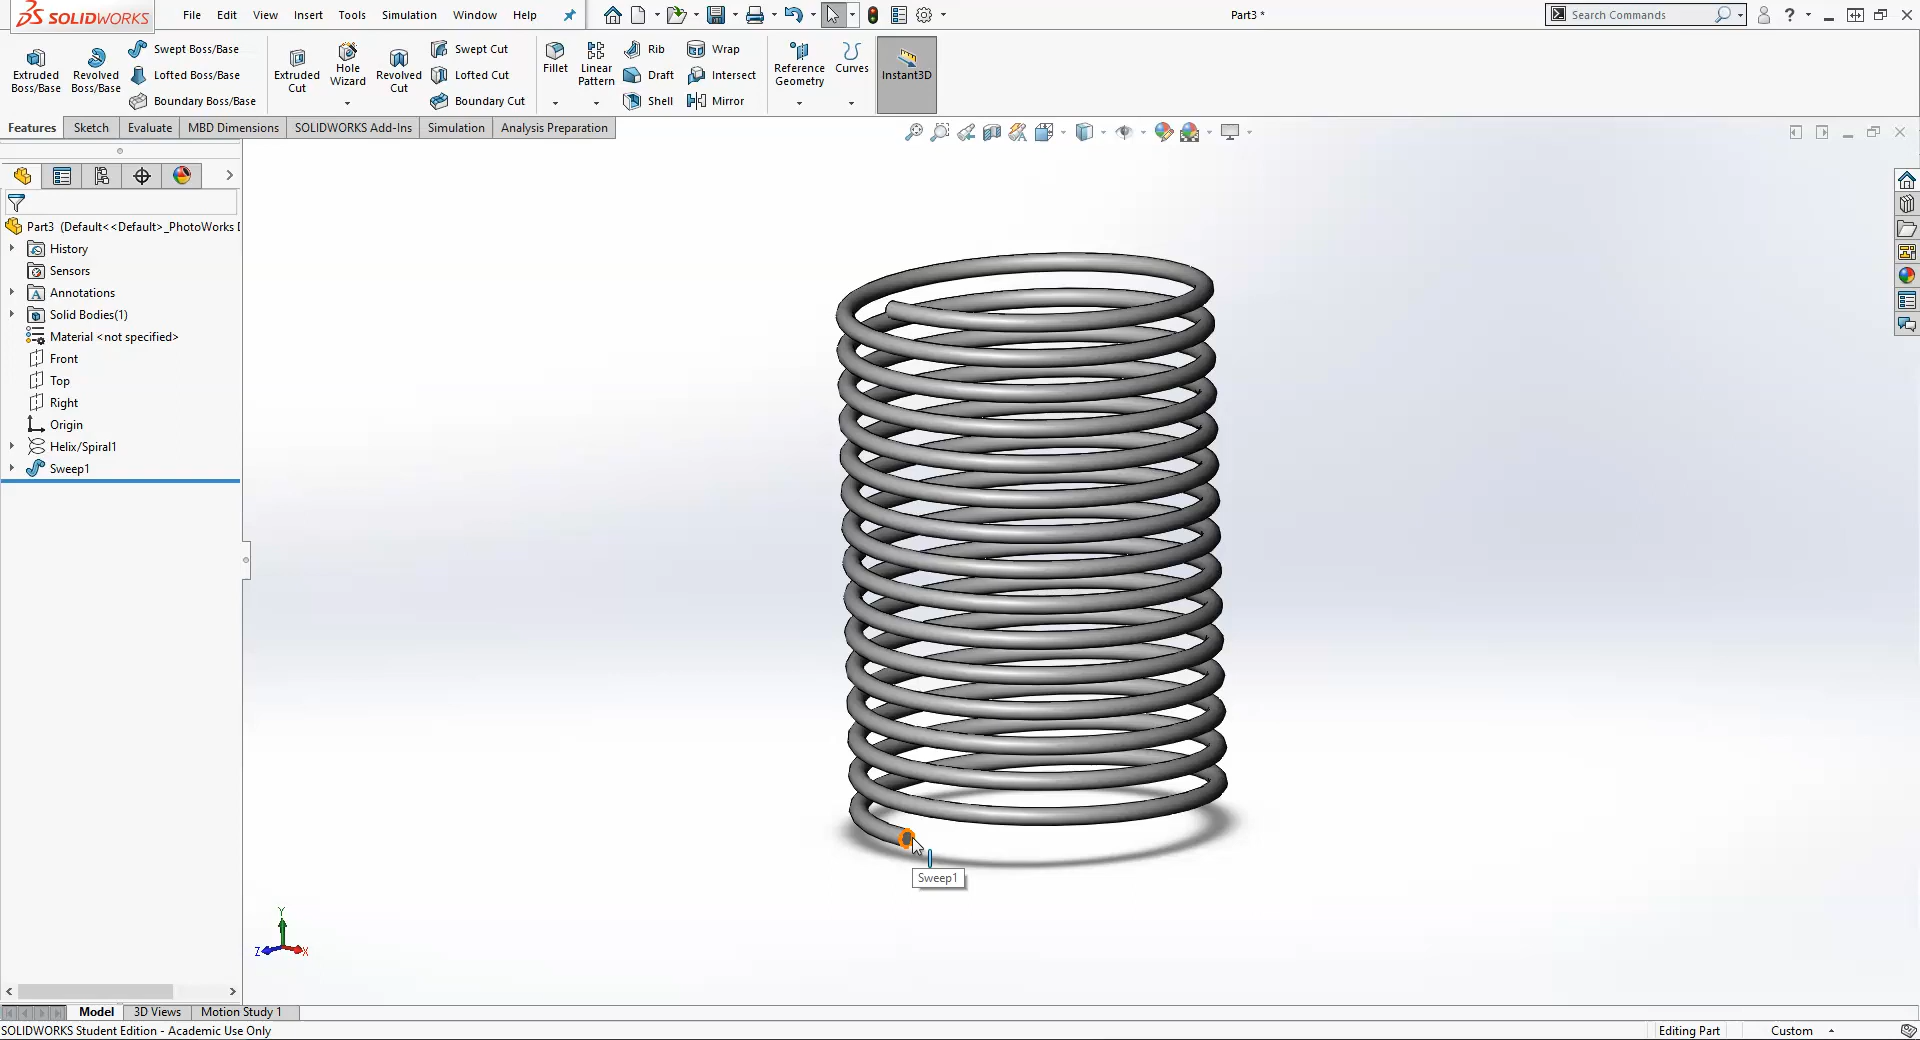 SOLIDWORKS File Edit View Insert Tools Simulation Window Help Part3 * Search Commands ?
Extruded Boss/Base
Revolved Boss/Base
Swept Boss/Base
Lofted Boss/Base
Boundary Boss/Base
Extruded Cut
Hole Wizard
Revolved Cut
Swept Cut
Lofted Cut
Boundary Cut
Fillet
Linear Pattern
Rib
Draft
Shell
Wrap
Intersect
Mirror
Reference Geometry
Curves
Instant3D
Features Sketch Evaluate MBD Dimensions SOLIDWORKS Add-Ins Simulation Analysis Preparation
Part3 (Default<<Default>_PhotoWorks
History
Sensors
Annotations
Solid Bodies(1)
Material <not specified>
Front
Top
Right
Origin
Helix/Spiral1
Sweep1
Sweep1
Y
Z X
Model 3D Views Motion Study 1
SOLIDWORKS Student Edition - Academic Use Only Editing Part Custom